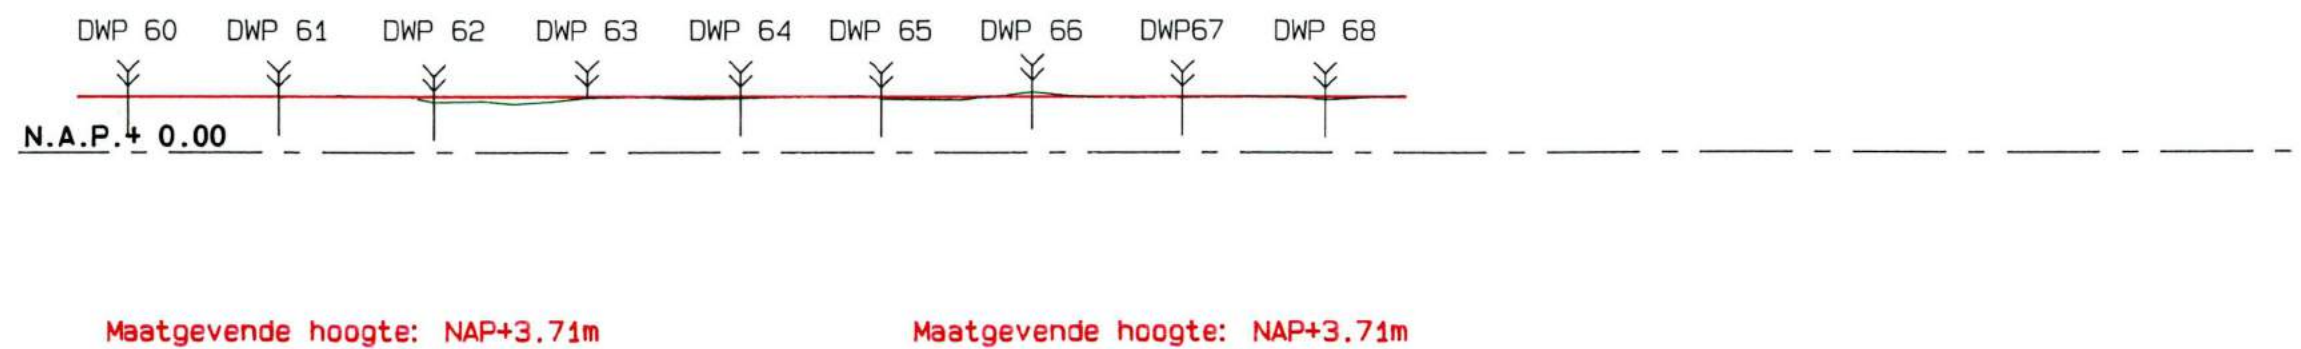 DWP 60 DWP 61 DWP 62 DWP 63 DWP 64 DWP 65 DWP 66 DWP67 DWP 68
N.A.P.+ 0.00
Maatgevende hoogte: NAP+3.71m Maatgevende hoogte: NAP+3.71m